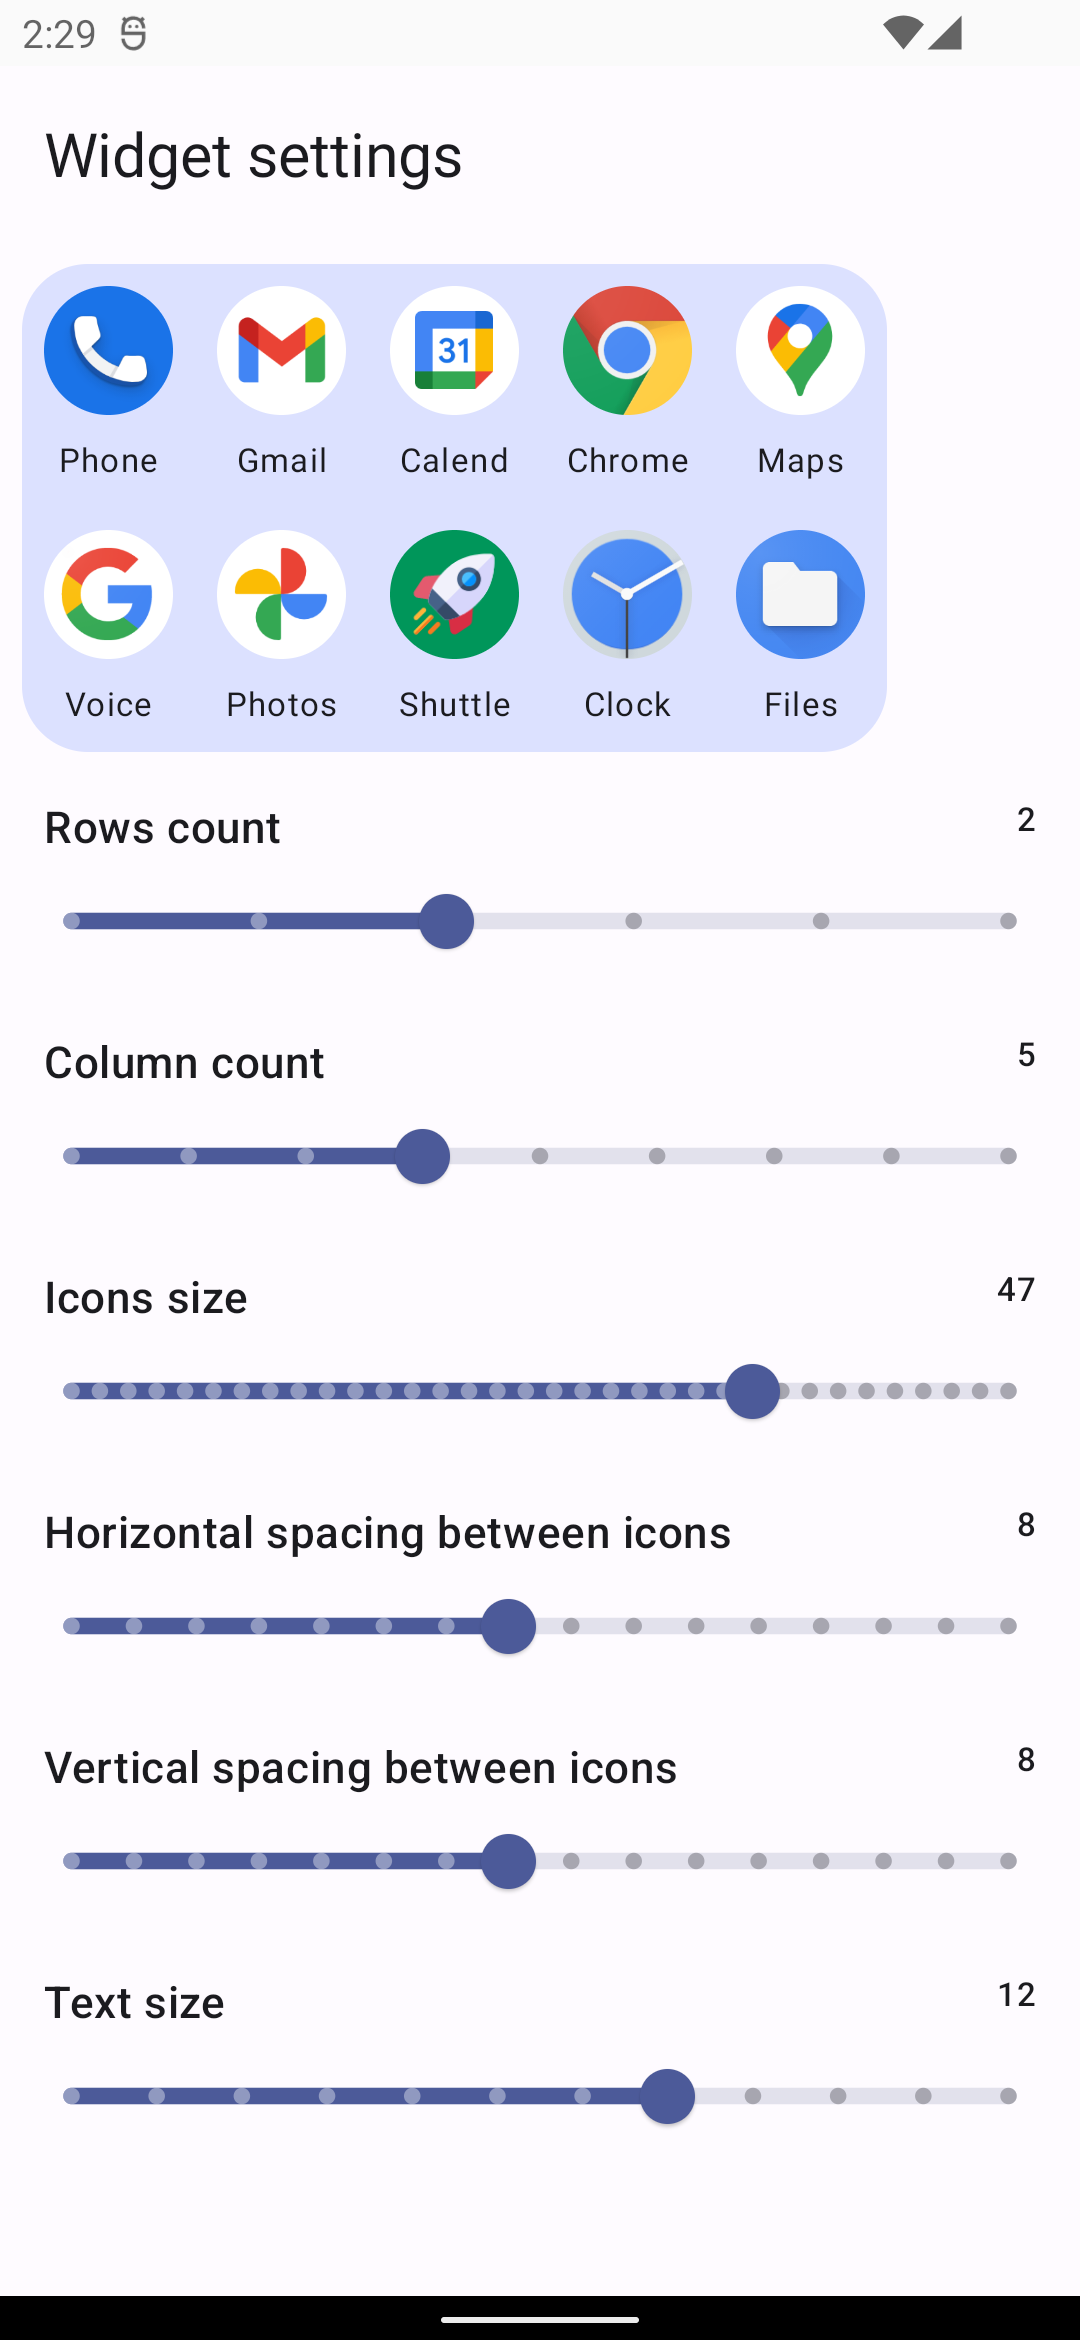 2:29
Widget settings
31
Phone Gmail Calend Chrome Maps
Voice Photos Shuttle Clock Files
Rows count 2
Column count 5
Icons size 47
Horizontal spacing between icons 8
Vertical spacing between icons 8
Text size 12